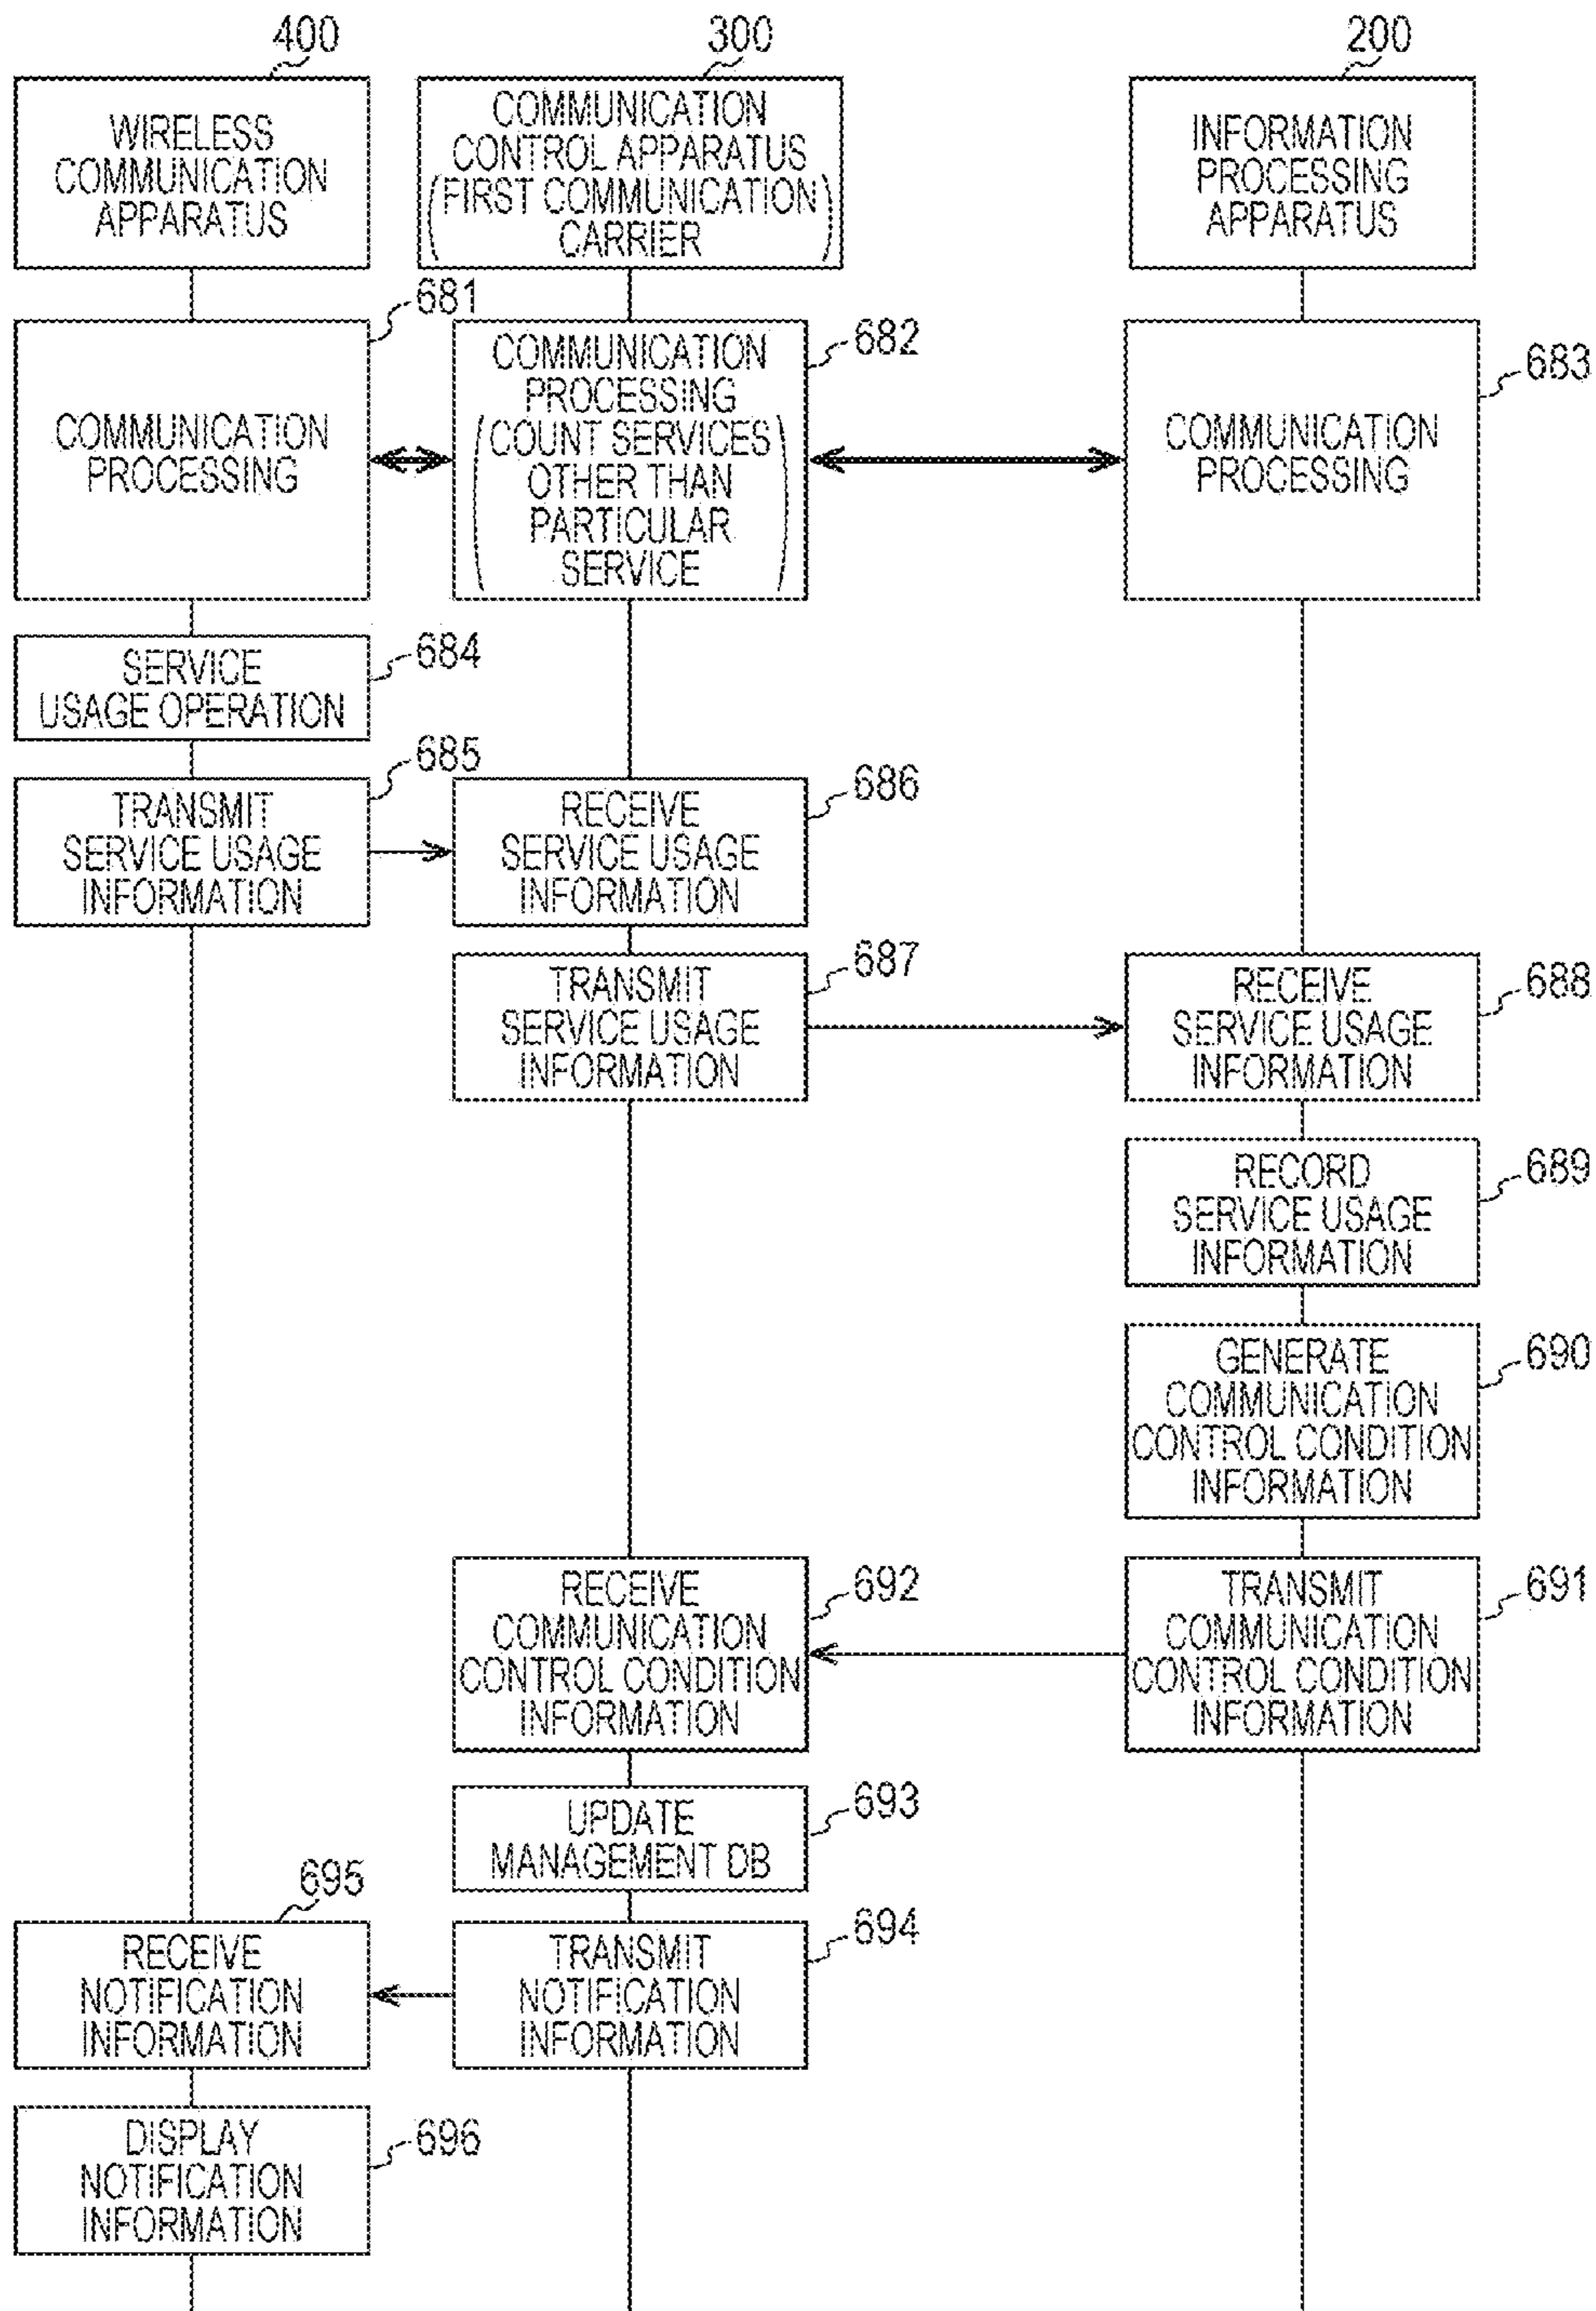 400
300
200
WIRELESS
COMMUNICATION
APPARATUS
COMMUNICATION
CONTROL APPARATUS
(FIRST COMMUNICATION
CARRIER)
INFORMATION
PROCESSING
APPARATUS
681
COMMUNICATION
PROCESSING
682
COMMUNICATION
PROCESSING
(COUNT SERVICES
OTHER THAN
PARTICULAR
SERVICE)
683
COMMUNICATION
PROCESSING
684
SERVICE
USAGE OPERATION
685
TRANSMIT
SERVICE USAGE
INFORMATION
686
RECEIVE
SERVICE USAGE
INFORMATION
687
TRANSMIT
SERVICE USAGE
INFORMATION
688
RECEIVE
SERVICE USAGE
INFORMATION
689
RECORD
SERVICE USAGE
INFORMATION
690
GENERATE
COMMUNICATION
CONTROL CONDITION
INFORMATION
691
TRANSMIT
COMMUNICATION
CONTROL CONDITION
INFORMATION
692
RECEIVE
COMMUNICATION
CONTROL CONDITION
INFORMATION
693
UPDATE
MANAGEMENT DB
694
TRANSMIT
NOTIFICATION
INFORMATION
695
RECEIVE
NOTIFICATION
INFORMATION
696
DISPLAY
NOTIFICATION
INFORMATION